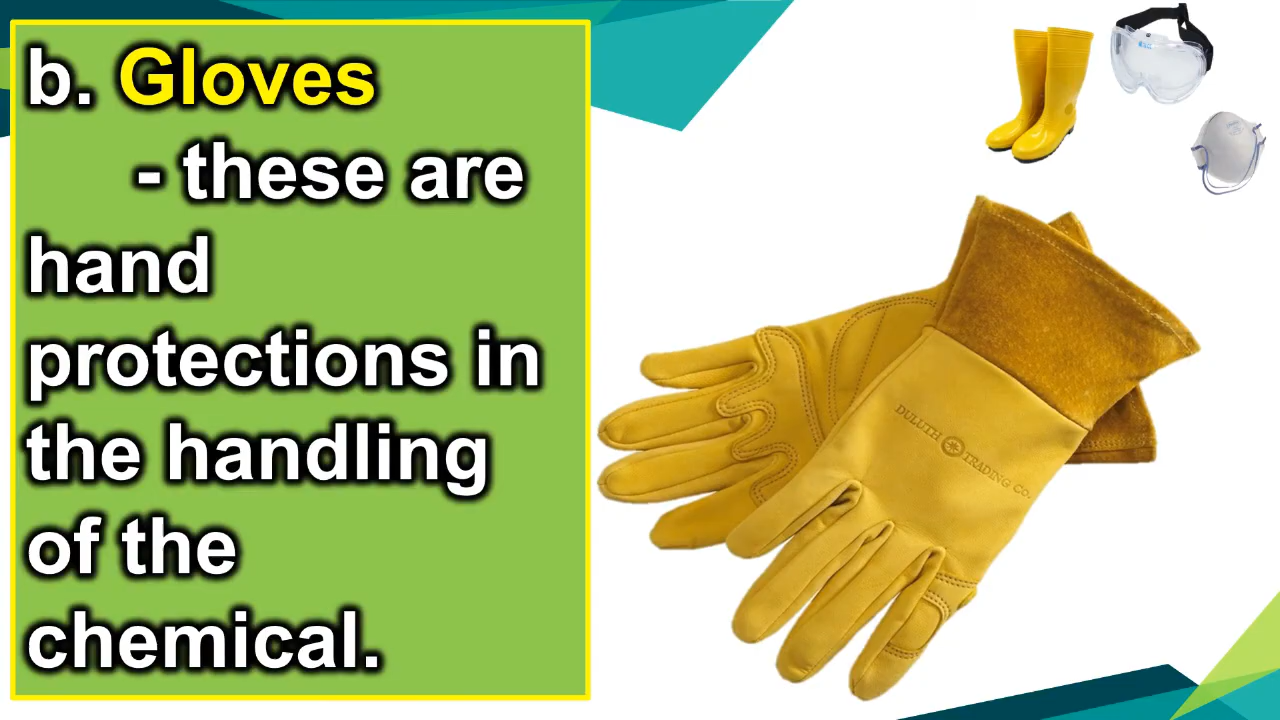 b. Gloves
- these are
hand
protections in
the handling
of the
chemical.
DULUTH TRADING CO.